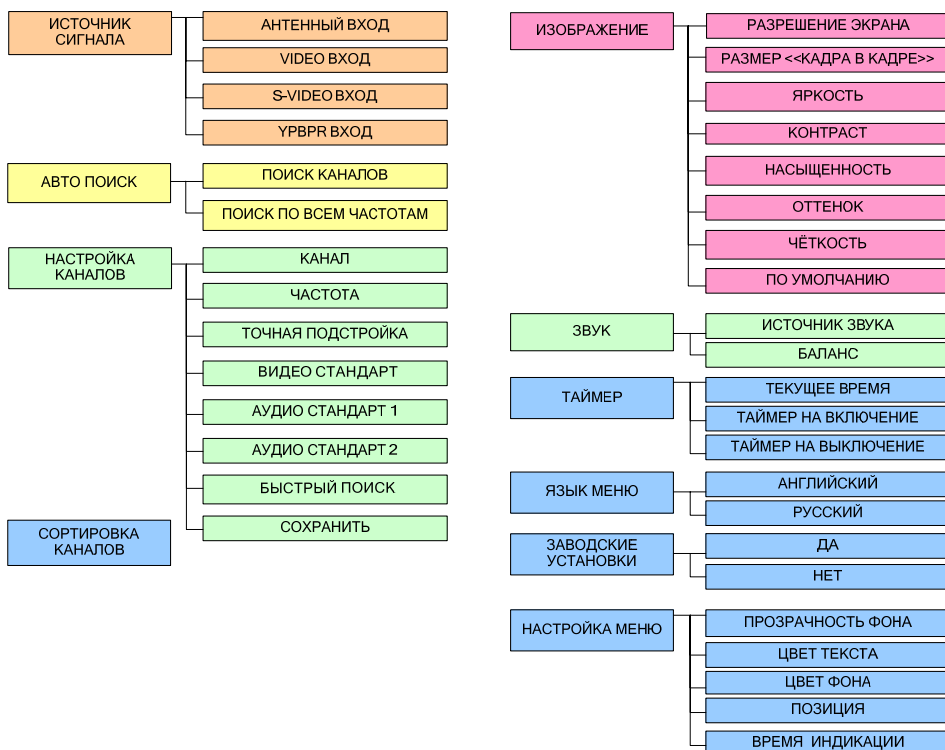 ИСТОЧНИК
СИГНАЛА
АНТЕННЫЙ ВХОД
VIDEO ВХОД
S-VIDEO ВХОД
YPBPR ВХОД
АВТО ПОИСК
ПОИСК КАНАЛОВ
ПОИСК ПО ВСЕМ ЧАСТОТАМ
НАСТРОЙКА
КАНАЛОВ
КАНАЛ
ЧАСТОТА
ТОЧНАЯ ПОДСТРОЙКА
ВИДЕО СТАНДАРТ
АУДИО СТАНДАРТ 1
АУДИО СТАНДАРТ 2
БЫСТРЫЙ ПОИСК
СОХРАНИТЬ
СОРТИРОВКА
КАНАЛОВ
ИЗОБРАЖЕНИЕ
РАЗРЕШЕНИЕ ЭКРАНА
РАЗМЕР <<КАДРА В КАДРЕ>>
ЯРКОСТЬ
КОНТРАСТ
НАСЫЩЕННОСТЬ
ОТТЕНОК
ЧЁТКОСТЬ
ПО УМОЛЧАНИЮ
ЗВУК
ИСТОЧНИК ЗВУКА
БАЛАНС
ТАЙМЕР
ТЕКУЩЕЕ ВРЕМЯ
ТАЙМЕР НА ВКЛЮЧЕНИЕ
ТАЙМЕР НА ВЫКЛЮЧЕНИЕ
ЯЗЫК МЕНЮ
АНГЛИЙСКИЙ
РУССКИЙ
ЗАВОДСКИЕ
УСТАНОВКИ
ДА
НЕТ
НАСТРОЙКА МЕНЮ
ПРОЗРАЧНОСТЬ ФОНА
ЦВЕТ ТЕКСТА
ЦВЕТ ФОНА
ПОЗИЦИЯ
ВРЕМЯ ИНДИКАЦИИ